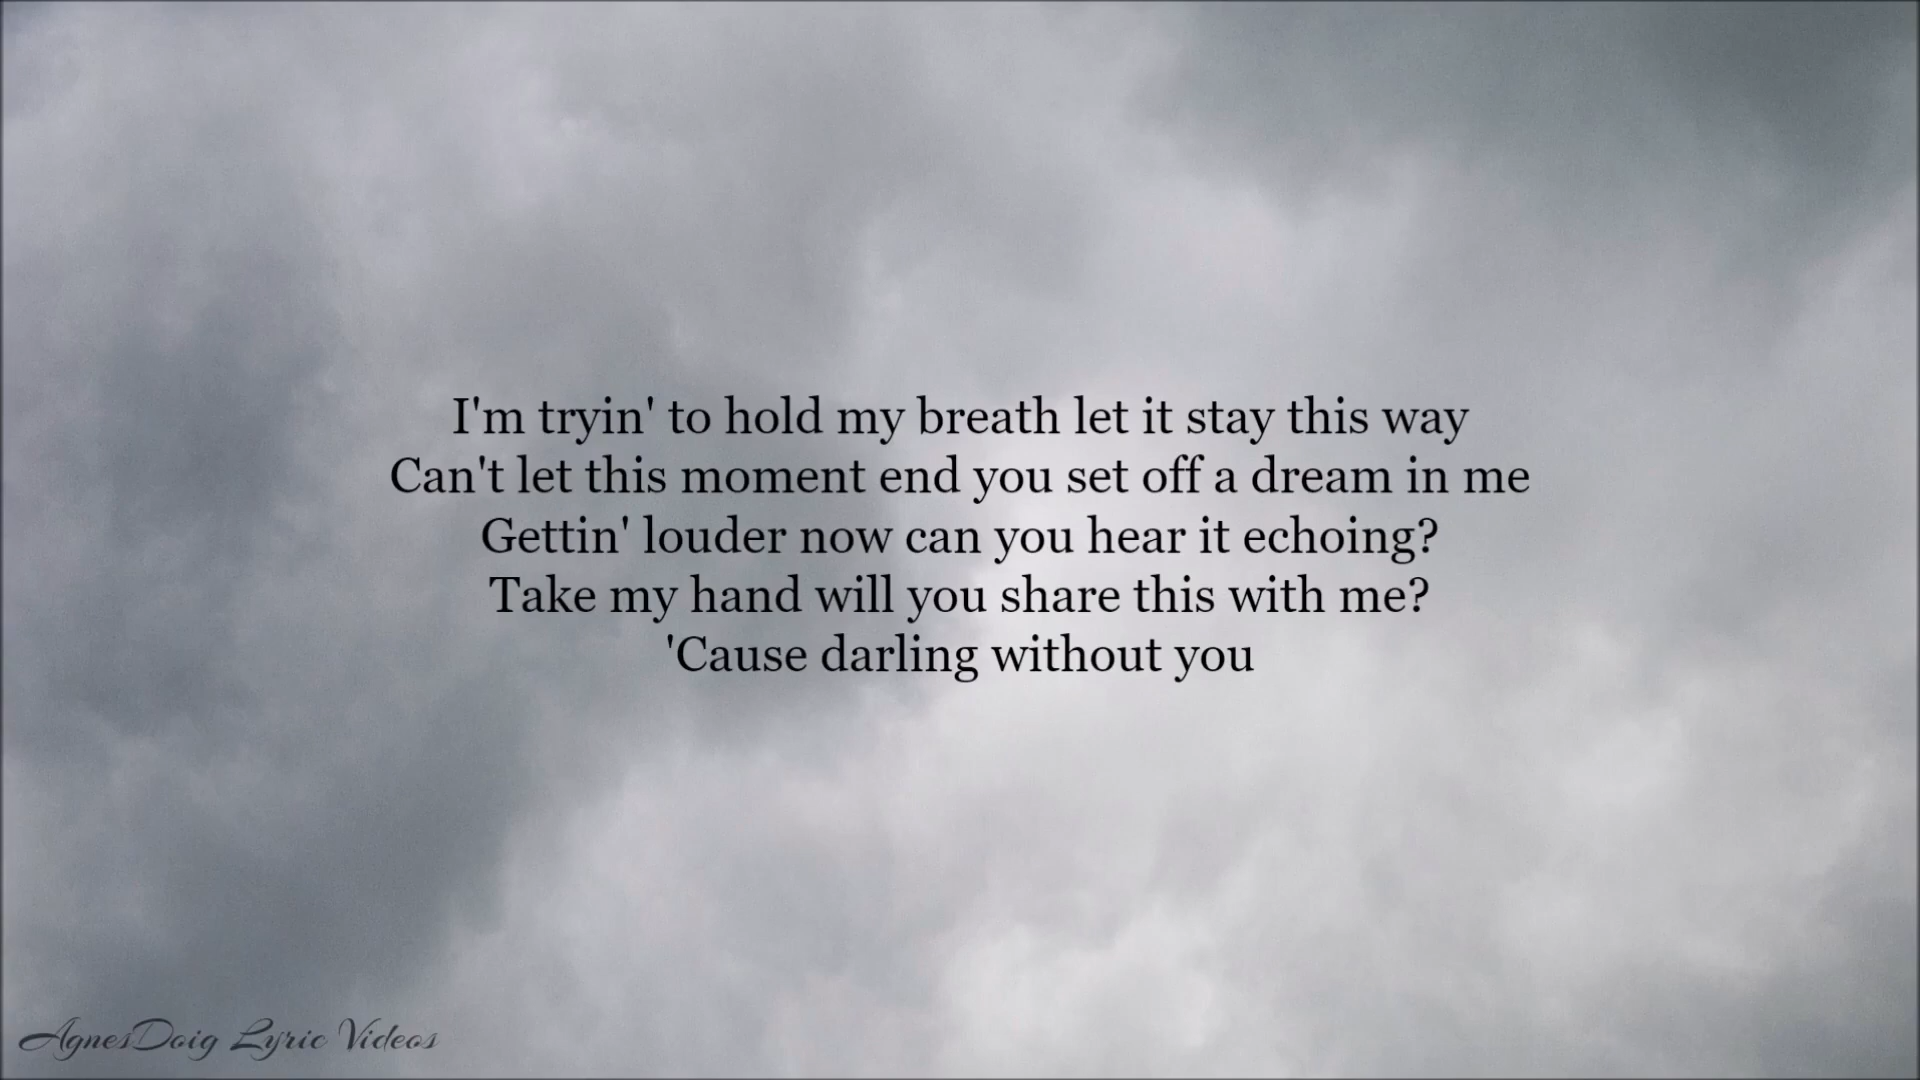 I'm tryin' to hold my breath let it stay this way
Can't let this moment end you set off a dream in me
Gettin' louder now can you hear it echoing?
Take my hand will you share this with me?
'Cause darling without you
AgnesDoig Lyric Videos